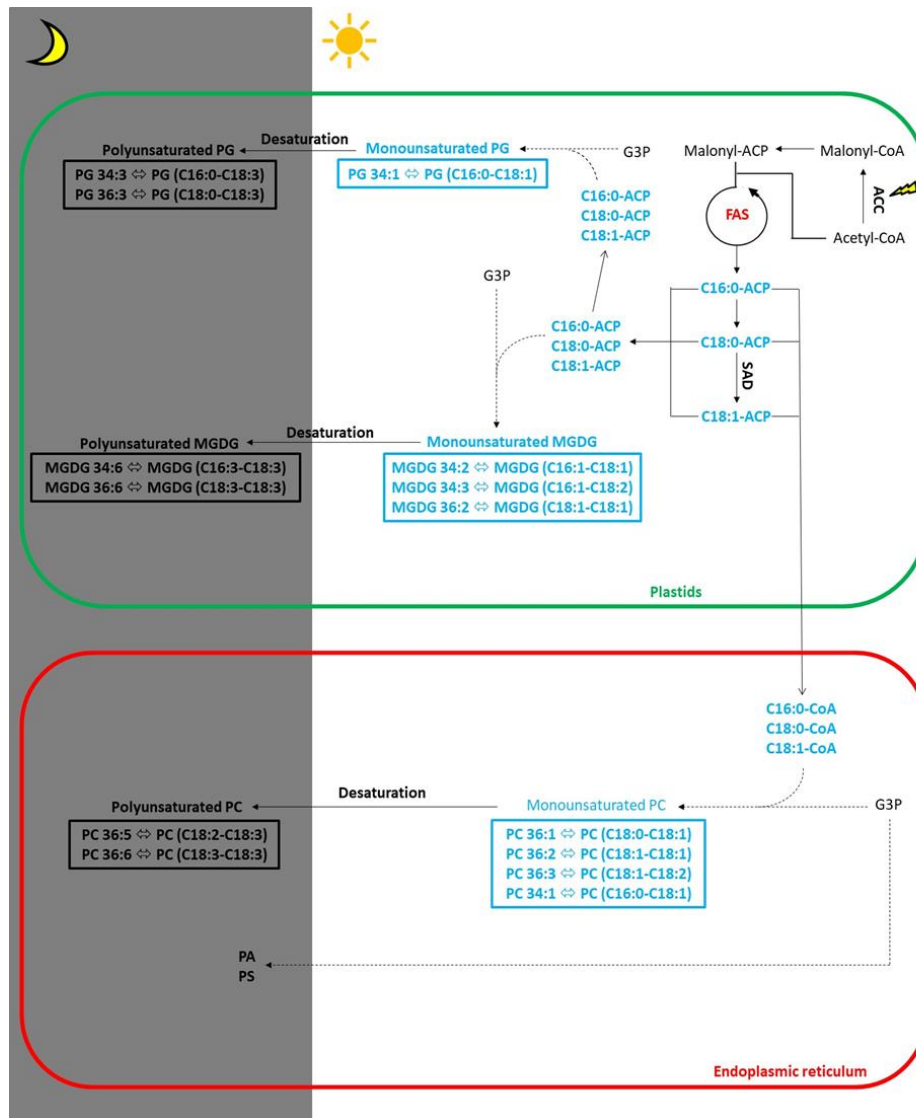 Desaturation
Polyunsaturated PG
Monounsaturated PG
G3P
Malonyl-ACP
Malonyl-CoA
PG 34:3 ⬄ PG (C16:0-C18:3)
PG 36:3 ⬄ PG (C18:0-C18:3)
PG 34:1 ⬄ PG (C16:0-C18:1)
C16:0-ACP
C18:0-ACP
C18:1-ACP
FAS
ACC
Acetyl-CoA
G3P
C16:0-ACP
C18:0-ACP
SAD
C18:1-ACP
C16:0-ACP
C18:0-ACP
C18:1-ACP
Desaturation
Polyunsaturated MGDG
Monounsaturated MGDG
MGDG 34:6 ⬄ MGDG (C16:3-C18:3)
MGDG 36:6 ⬄ MGDG (C18:3-C18:3)
MGDG 34:2 ⬄ MGDG (C16:1-C18:1)
MGDG 34:3 ⬄ MGDG (C16:1-C18:2)
MGDG 36:2 ⬄ MGDG (C18:1-C18:1)
Plastids
C16:0-CoA
C18:0-CoA
C18:1-CoA
Desaturation
Polyunsaturated PC
Monounsaturated PC
G3P
PC 36:5 ⬄ PC (C18:2-C18:3)
PC 36:6 ⬄ PC (C18:3-C18:3)
PC 36:1 ⬄ PC (C18:0-C18:1)
PC 36:2 ⬄ PC (C18:1-C18:1)
PC 36:3 ⬄ PC (C18:1-C18:2)
PC 34:1 ⬄ PC (C16:0-C18:1)
PA
PS
Endoplasmic reticulum